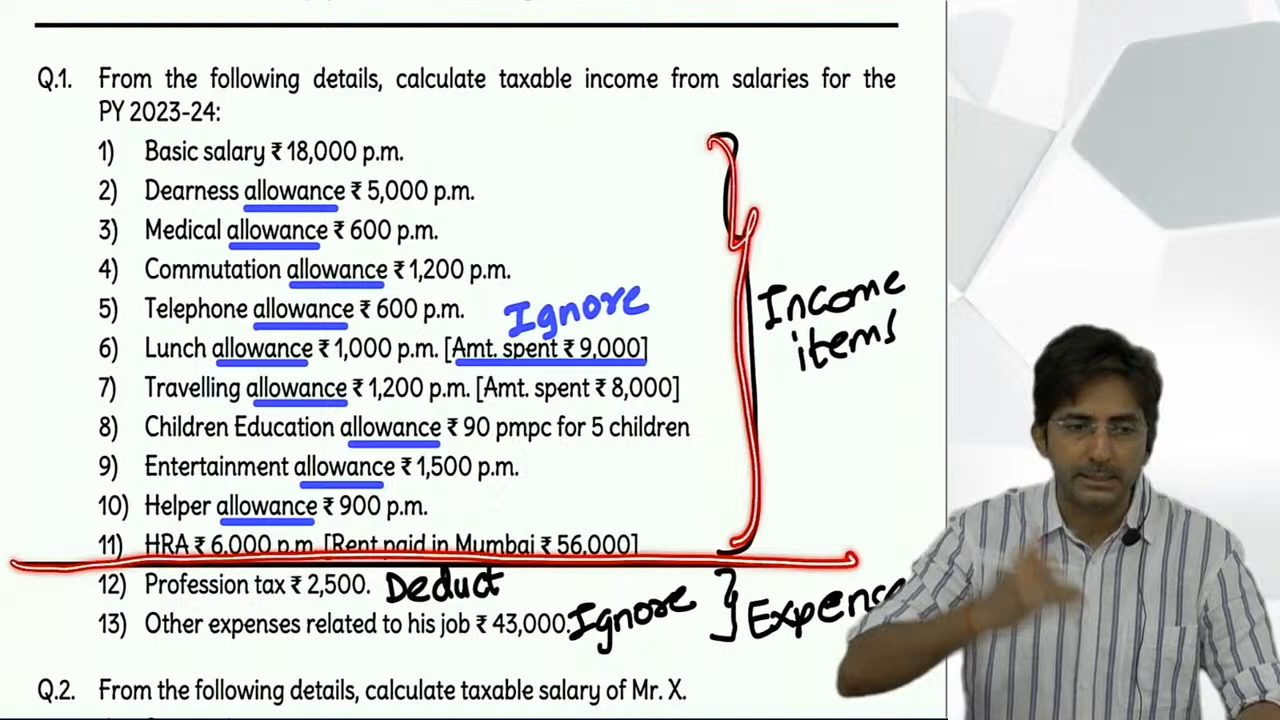 Q.1. From the following details, calculate taxable income from salaries for the
PY 2023-24:
1) Basic salary ₹ 18,000 p.m.
2) Dearness allowance ₹ 5,000 p.m.
3) Medical allowance ₹ 600 p.m.
4) Commutation allowance ₹ 1,200 p.m.
5) Telephone allowance ₹ 600 p.m. Ignore
6) Lunch allowance ₹ 1,000 p.m. [Amt. spent ₹ 9,000]
7) Travelling allowance ₹ 1,200 p.m. [Amt. spent ₹ 8,000]
8) Children Education allowance ₹ 90 pmpc for 5 children
9) Entertainment allowance ₹ 1,500 p.m.
10) Helper allowance ₹ 900 p.m.
11) HRA ₹ 6,000 p.m. [Rent paid in Mumbai ₹ 56,000]
Income
items
12) Profession tax ₹ 2,500. Deduct
13) Other expenses related to his job ₹ 43,000. Ignore
Q.2. From the following details, calculate taxable salary of Mr. X.